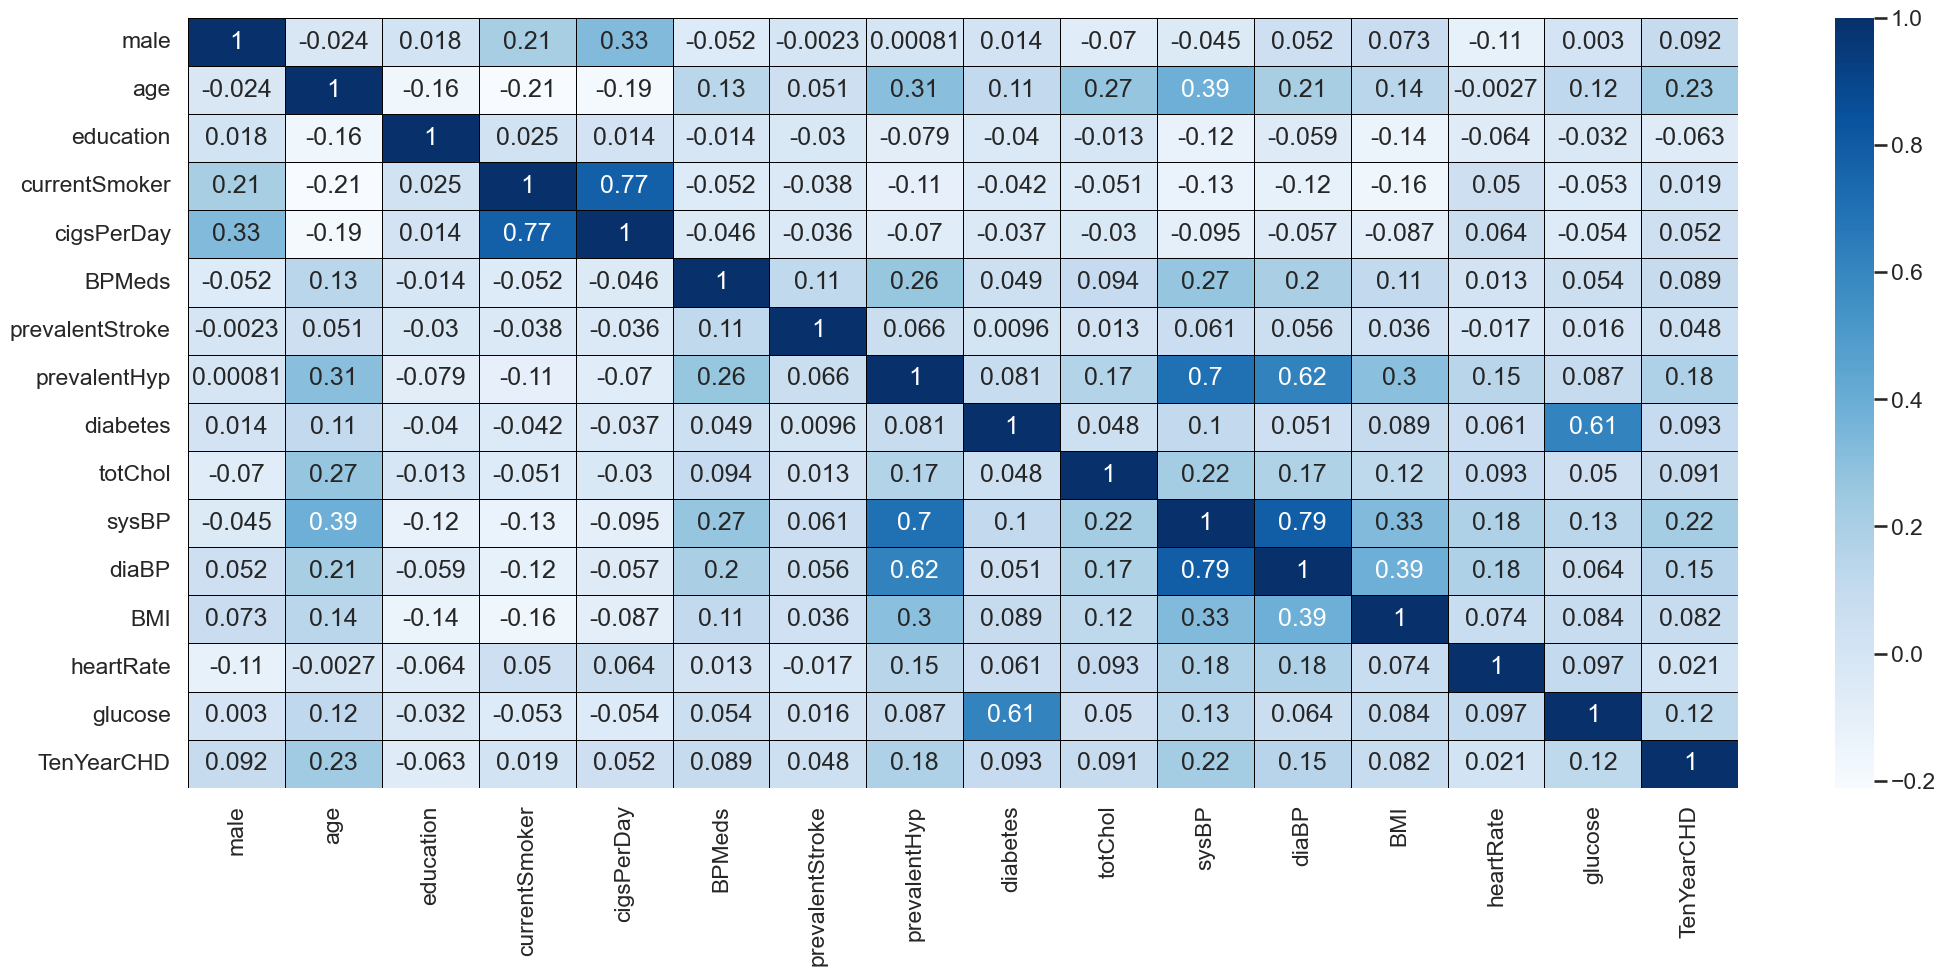 male 1 -0.024 0.018 0.21 0.33 -0.052 -0.0023 0.00081 0.014 -0.07 -0.045 0.052 0.073 -0.11 0.003 0.092
age -0.024 1 -0.16 -0.21 -0.19 0.13 0.051 0.31 0.11 0.27 0.39 0.21 0.14 -0.0027 0.12 0.23
education 0.018 -0.16 1 0.025 0.014 -0.014 -0.03 -0.079 -0.04 -0.013 -0.12 -0.059 -0.14 -0.064 -0.032 -0.063
currentSmoker 0.21 -0.21 0.025 1 0.77 -0.052 -0.038 -0.11 -0.042 -0.051 -0.13 -0.12 -0.16 0.05 -0.053 0.019
cigsPerDay 0.33 -0.19 0.014 0.77 1 -0.046 -0.036 -0.07 -0.037 -0.03 -0.095 -0.057 -0.087 0.064 -0.054 0.052
BPMeds -0.052 0.13 -0.014 -0.052 -0.046 1 0.11 0.26 0.049 0.094 0.27 0.2 0.11 0.013 0.054 0.089
prevalentStroke -0.0023 0.051 -0.03 -0.038 -0.036 0.11 1 0.066 0.0096 0.013 0.061 0.056 0.036 -0.017 0.016 0.048
prevalentHyp 0.00081 0.31 -0.079 -0.11 -0.07 0.26 0.066 1 0.081 0.17 0.7 0.62 0.3 0.15 0.087 0.18
diabetes 0.014 0.11 -0.04 -0.042 -0.037 0.049 0.0096 0.081 1 0.048 0.1 0.051 0.089 0.061 0.61 0.093
totChol -0.07 0.27 -0.013 -0.051 -0.03 0.094 0.013 0.17 0.048 1 0.22 0.17 0.12 0.093 0.05 0.091
sysBP -0.045 0.39 -0.12 -0.13 -0.095 0.27 0.061 0.7 0.1 0.22 1 0.79 0.33 0.18 0.13 0.22
diaBP 0.052 0.21 -0.059 -0.12 -0.057 0.2 0.056 0.62 0.051 0.17 0.79 1 0.39 0.18 0.064 0.15
BMI 0.073 0.14 -0.14 -0.16 -0.087 0.11 0.036 0.3 0.089 0.12 0.33 0.39 1 0.074 0.084 0.082
heartRate -0.11 -0.0027 -0.064 0.05 0.064 0.013 -0.017 0.15 0.061 0.093 0.18 0.18 0.074 1 0.097 0.021
glucose 0.003 0.12 -0.032 -0.053 -0.054 0.054 0.016 0.087 0.61 0.05 0.13 0.064 0.084 0.097 1 0.12
TenYearCHD 0.092 0.23 -0.063 0.019 0.052 0.089 0.048 0.18 0.093 0.091 0.22 0.15 0.082 0.021 0.12 1
male age education currentSmoker cigsPerDay BPMeds prevalentStroke prevalentHyp diabetes totChol sysBP diaBP BMI heartRate glucose TenYearCHD
1.0
0.8
0.6
0.4
0.2
0.0
−0.2